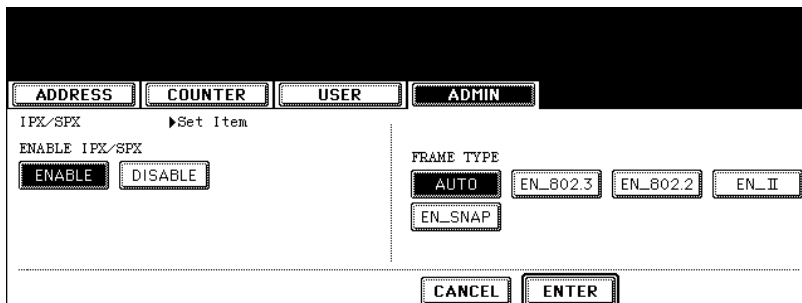 ADDRESS COUNTER USER ADMIN
IPX/SPX ▶Set Item
ENABLE IPX/SPX
ENABLE DISABLE
FRAME TYPE
AUTO EN_802.3 EN_802.2 EN_II
EN_SNAP
CANCEL ENTER